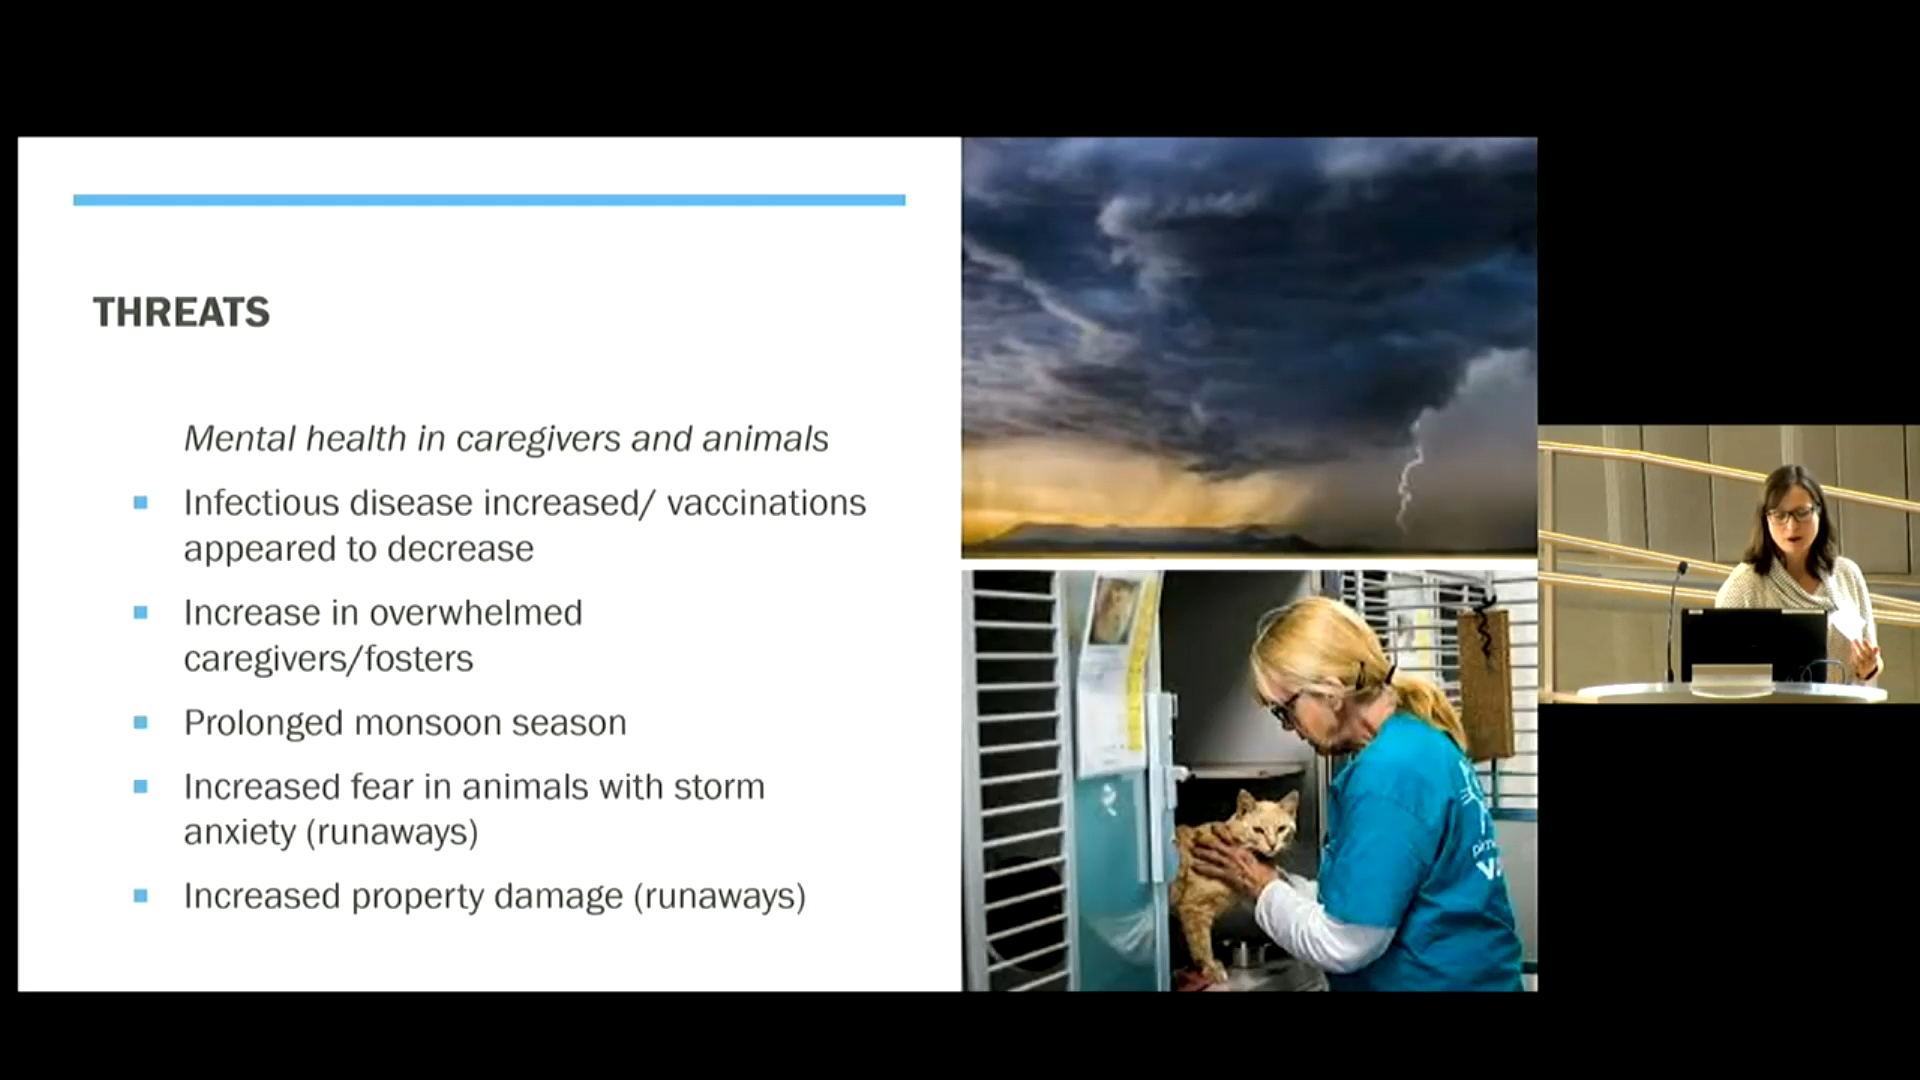 THREATS
Mental health in caregivers and animals
Infectious disease increased/ vaccinations
appeared to decrease
Increase in overwhelmed
caregivers/fosters
Prolonged monsoon season
Increased fear in animals with storm
anxiety (runaways)
Increased property damage (runaways)